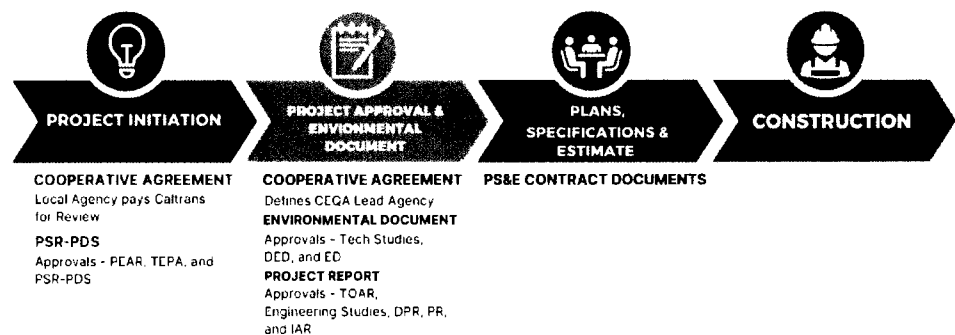 PROJECT INITIATION
PROJECT APPROVAL &
ENVIONMENTAL
DOCUMENT
PLANS,
SPECIFICATIONS &
ESTIMATE
CONSTRUCTION
COOPERATIVE AGREEMENT
Local Agency pays Caltrans
for Review
PSR-PDS
Approvals - PEAR, TEPA, and
PSR-PDS
COOPERATIVE AGREEMENT
Defines CEQA Lead Agency
ENVIRONMENTAL DOCUMENT
Approvals - Tech Studies,
DED, and ED
PROJECT REPORT
Approvals - TOAR,
Engineering Studies, DPR, PR,
and IAR
PS&E CONTRACT DOCUMENTS